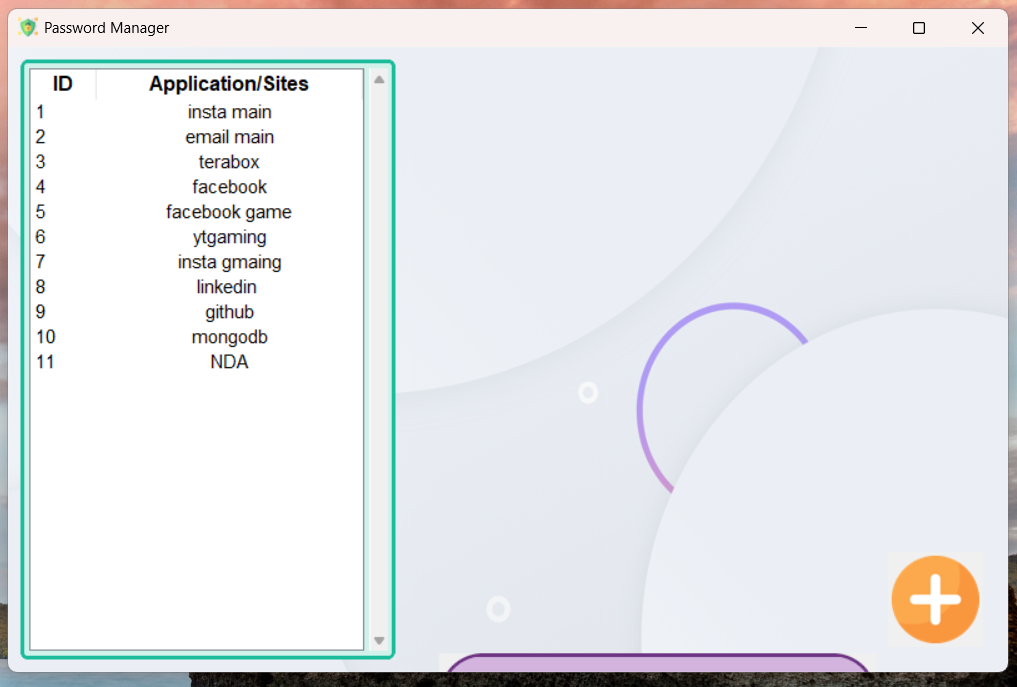 Password Manager
ID Application/Sites
1 insta main
2 email main
3 terabox
4 facebook
5 facebook game
6 ytgaming
7 insta gmaing
8 linkedin
9 github
10 mongodb
11 NDA